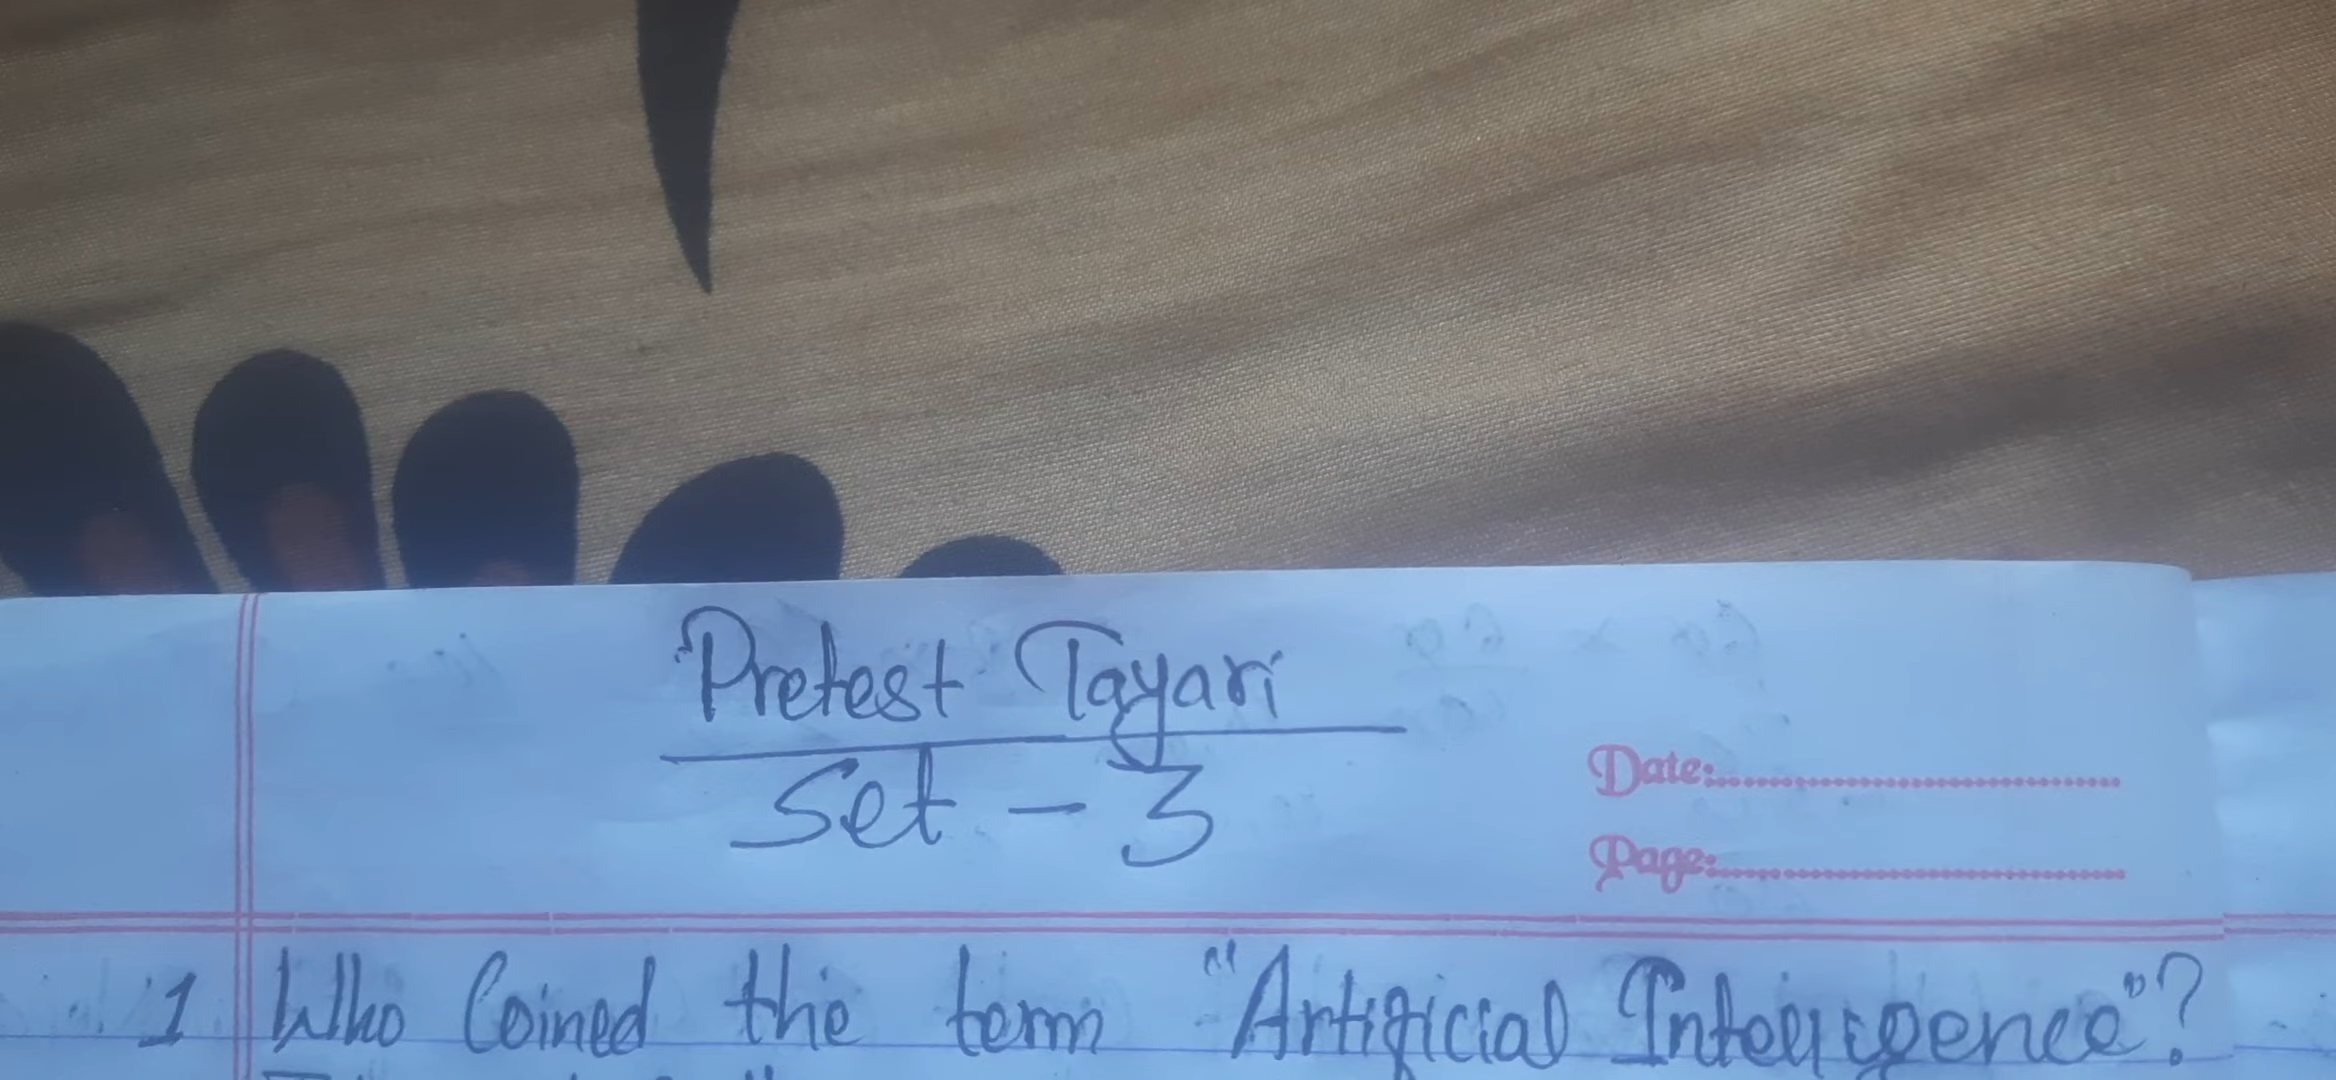 Pretest Tayari
Set - 3
Date:
Page:
1 Who Coined the term "Artificial Intelligence"?